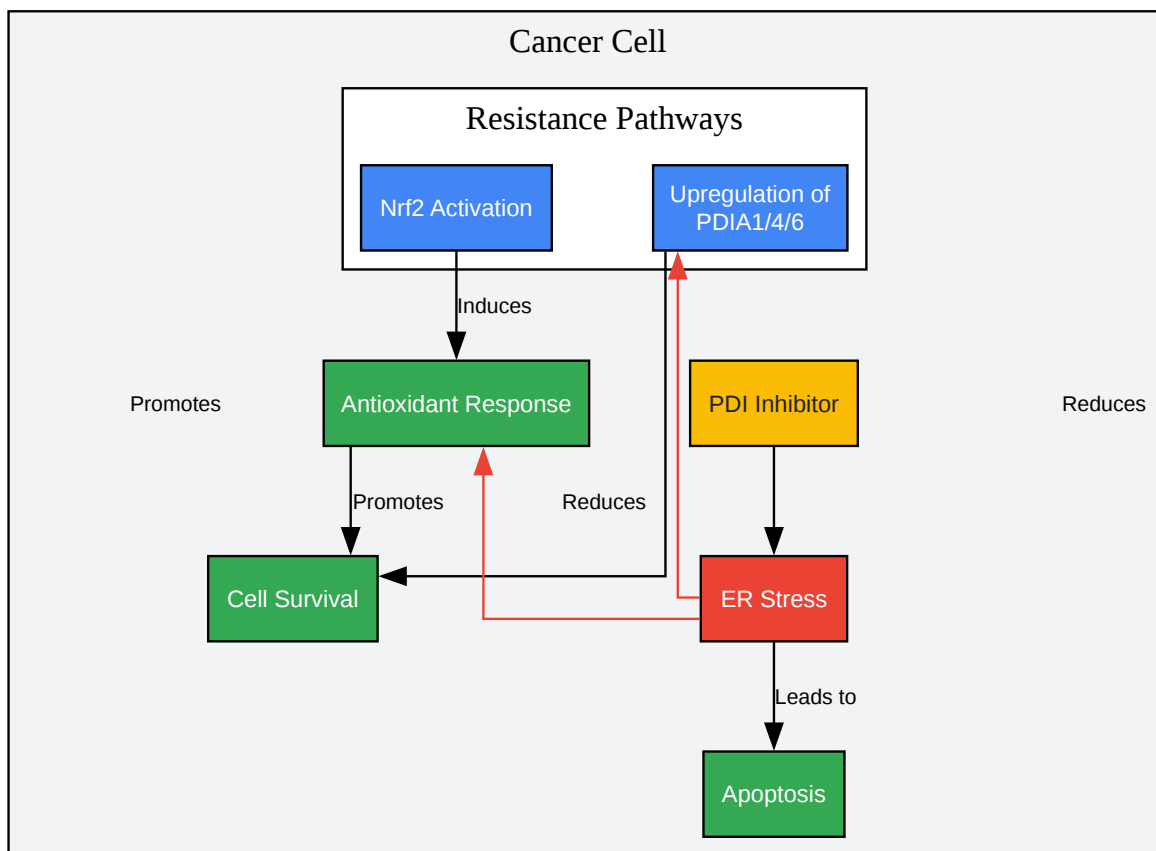 Cancer Cell
Resistance Pathways
Nrf2 Activation
Upregulation of
PDIA1/4/6
Induces
Promotes
Antioxidant Response
PDI Inhibitor
Reduces
Promotes
Reduces
Cell Survival
ER Stress
Leads to
Apoptosis